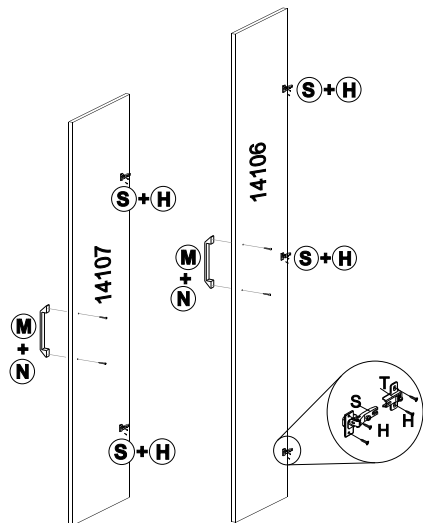 S + H
14107
M + N
S + H
S + H
14106
M + N
S + H
T
S
H
H